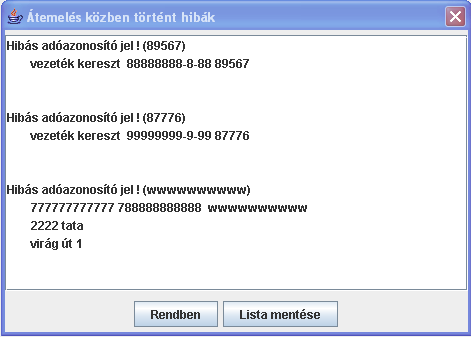 Átemelés közben történt hibák
Hibás adóazonosító jel ! (89567)
vezeték kereszt 88888888-8-88 89567
Hibás adóazonosító jel ! (87776)
vezeték kereszt 99999999-9-99 87776
Hibás adóazonosító jel ! (wwwwwwwwww)
777777777777 788888888888 wwwwwwwwww
2222 tata
virág út 1
Rendben
Lista mentése